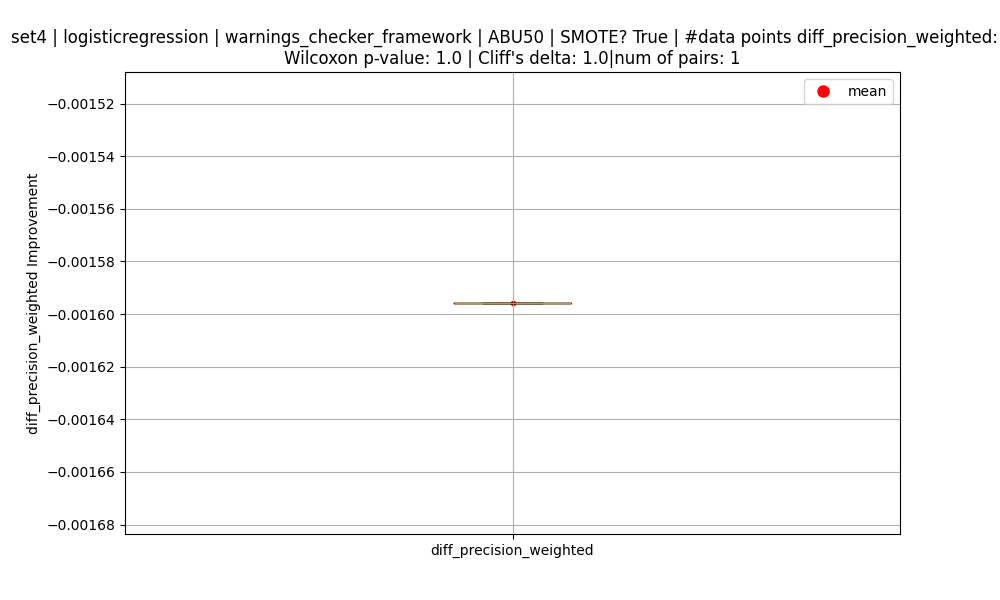 set4 | logisticregression | warnings_checker_framework | ABU50 | SMOTE? True | #data points diff_precision_weighted:
Wilcoxon p-value: 1.0 | Cliff's delta: 1.0|num of pairs: 1
mean
−0.00152
−0.00154
−0.00156
−0.00158
−0.00160
−0.00162
−0.00164
−0.00166
−0.00168
diff_precision_weighted Improvement
diff_precision_weighted